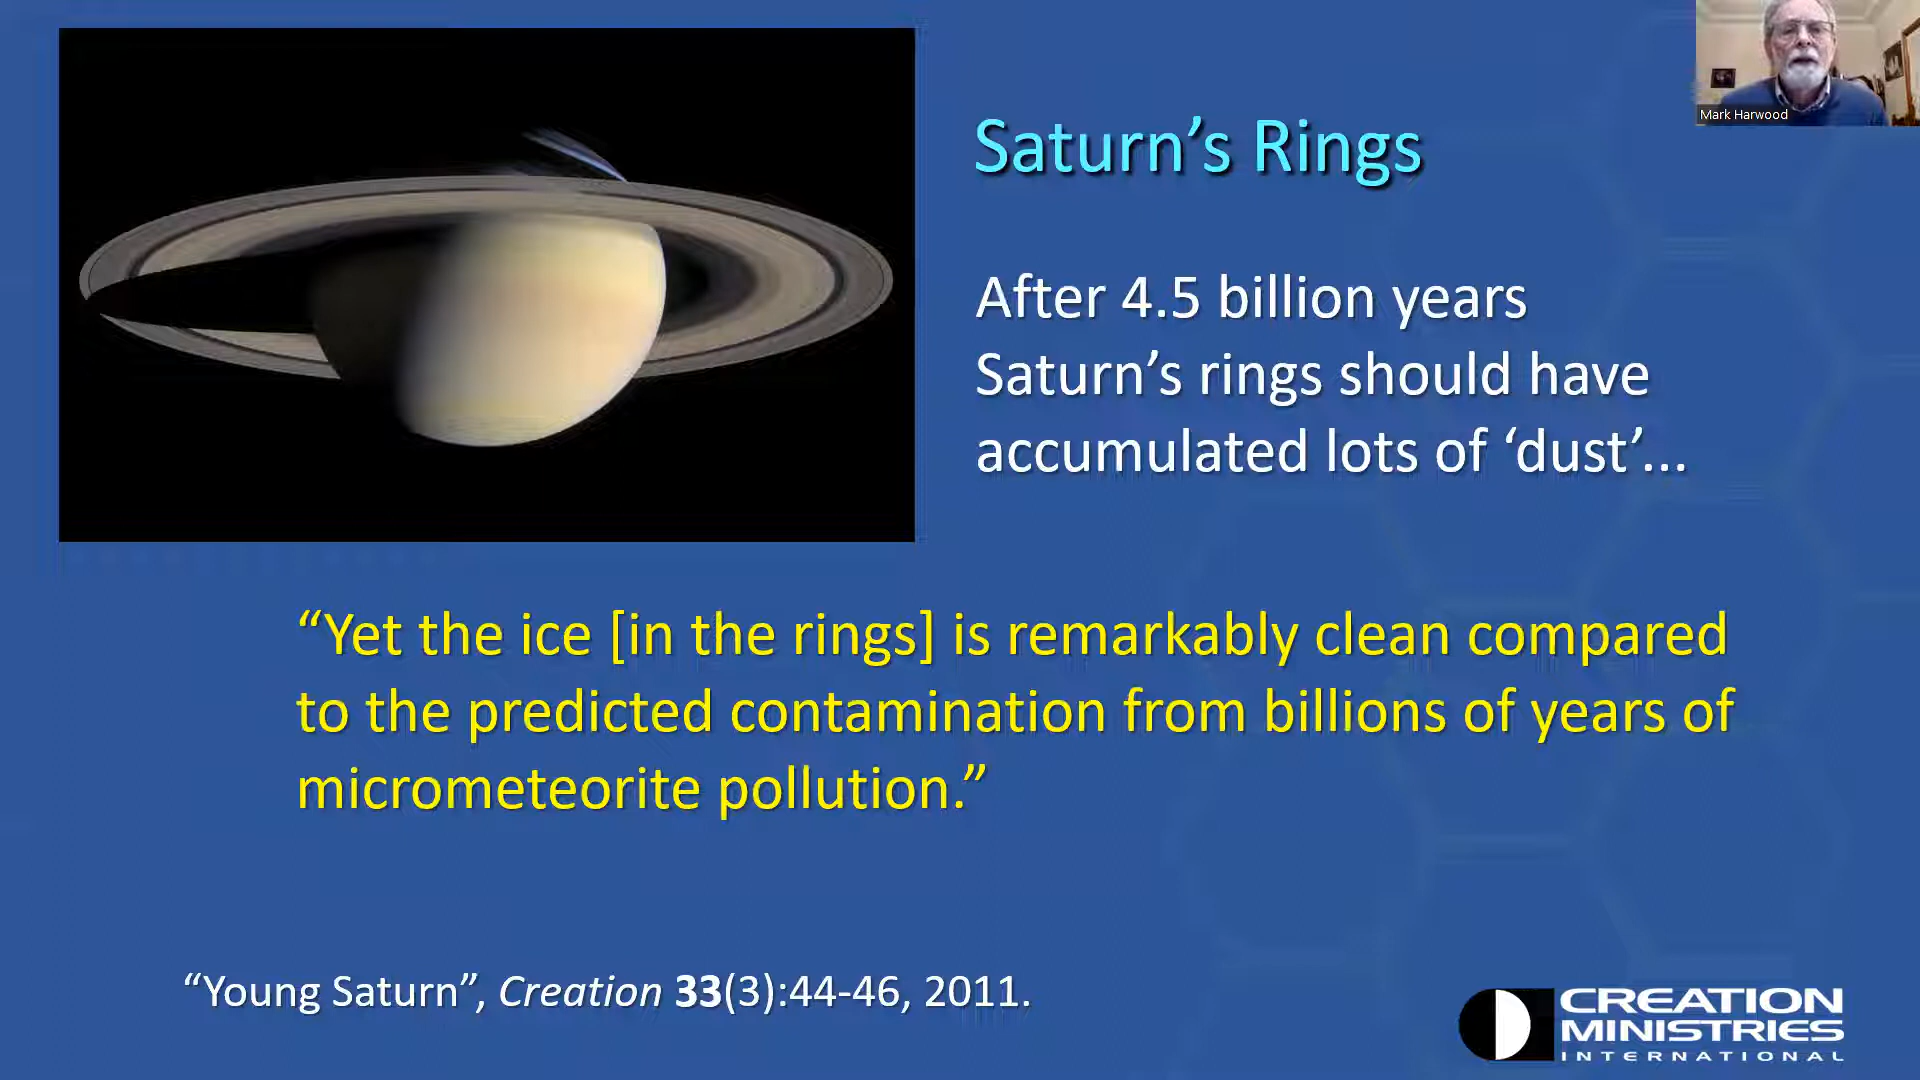 Mark Harwood
Saturn’s Rings
After 4.5 billion years
Saturn’s rings should have
accumulated lots of ‘dust’...
“Yet the ice [in the rings] is remarkably clean compared
to the predicted contamination from billions of years of
micrometeorite pollution.”
“Young Saturn”, Creation 33(3):44-46, 2011.
CREATION
MINISTRIES
INTERNATIONAL